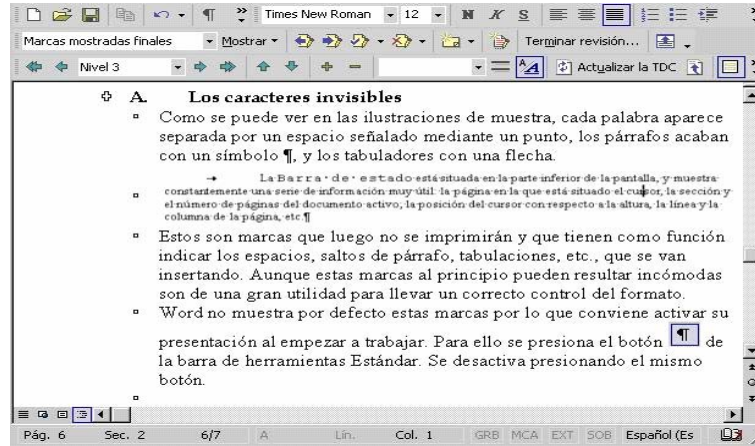 Times New Roman 12 N K S
Marcas mostradas finales Mostrar Terminar revisión...
Nivel 3 Actualizar la TDC
A. Los caracteres invisibles
Como se puede ver en las ilustraciones de muestra, cada palabra aparece
separada por un espacio señalado mediante un punto, los párrafos acaban
con un símbolo ¶, y los tabuladores con una flecha.
→ La·Barra·de·estado·está·situada·en·la·parte·inferior·de·la·pantalla,·y·muestra·
constantemente·una·serie·de·información·muy·útil:·la·página·en·la·que·está·situado·el·cursor,·la·sección·y·
el·número·de·páginas·del·documento·activo,·la·posición·del·cursor·con·respecto·a·la·altura,·la·línea·y·la·
columna·de·la·página,·etc.¶
Estos son marcas que luego no se imprimirán y que tienen como función
indicar los espacios, saltos de párrafo, tabulaciones, etc., que se van
insertando. Aunque estas marcas al principio pueden resultar incómodas
son de una gran utilidad para llevar un correcto control del formato.
Word no muestra por defecto estas marcas por lo que conviene activar su
presentación al empezar a trabajar. Para ello se presiona el botón ¶ de
la barra de herramientas Estándar. Se desactiva presionando el mismo
botón.
Pág. 6 Sec. 2 6/7 A Lín. Col. 1 GRB MCA EXT SOB Español (Es